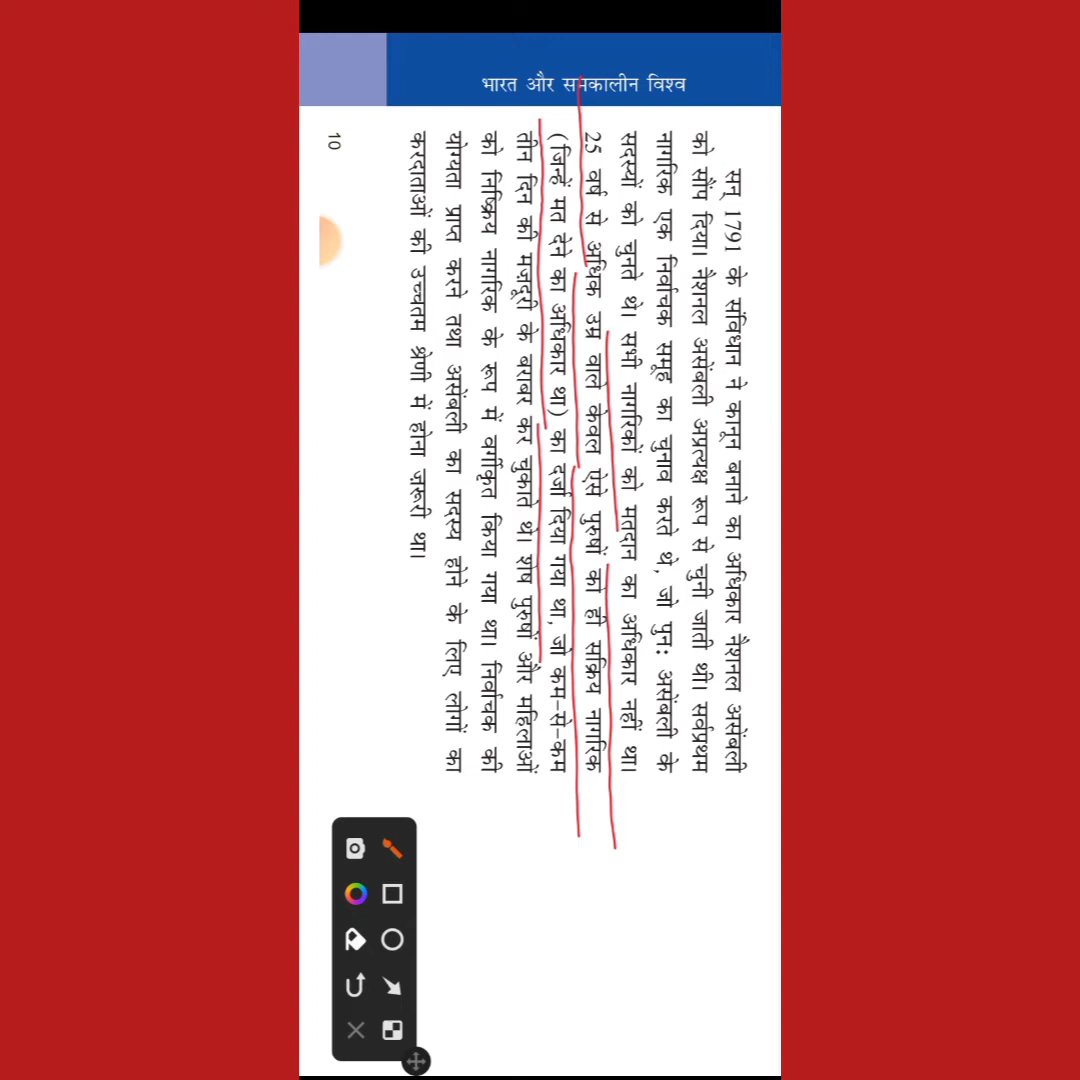 भारत और समकालीन विश्व
सन् 1791 के संविधान ने कानून बनाने का अधिकार नैशनल असेंबली
को सौंप दिया। नैशनल असेंबली अप्रत्यक्ष रूप से चुनी जाती थी। सर्वप्रथम
नागरिक एक निर्वाचक समूह का चुनाव करते थे, जो पुन: असेंबली के
सदस्यों को चुनते थे। सभी नागरिकों को मतदान का अधिकार नहीं था।
25 वर्ष से अधिक उम्र वाले केवल ऐसे पुरुषों को ही सक्रिय नागरिक
(जिन्हें मत देने का अधिकार था) का दर्जा दिया गया था, जो कम-से-कम
तीन दिन की मज़दूरी के बराबर कर चुकाते थे। शेष पुरुषों और महिलाओं
को निष्क्रिय नागरिक के रूप में वर्गीकृत किया गया था। निर्वाचक की
योग्यता प्राप्त करने तथा असेंबली का सदस्य होने के लिए लोगों का
करदाताओं की उच्चतम श्रेणी में होना ज़रूरी था।
10